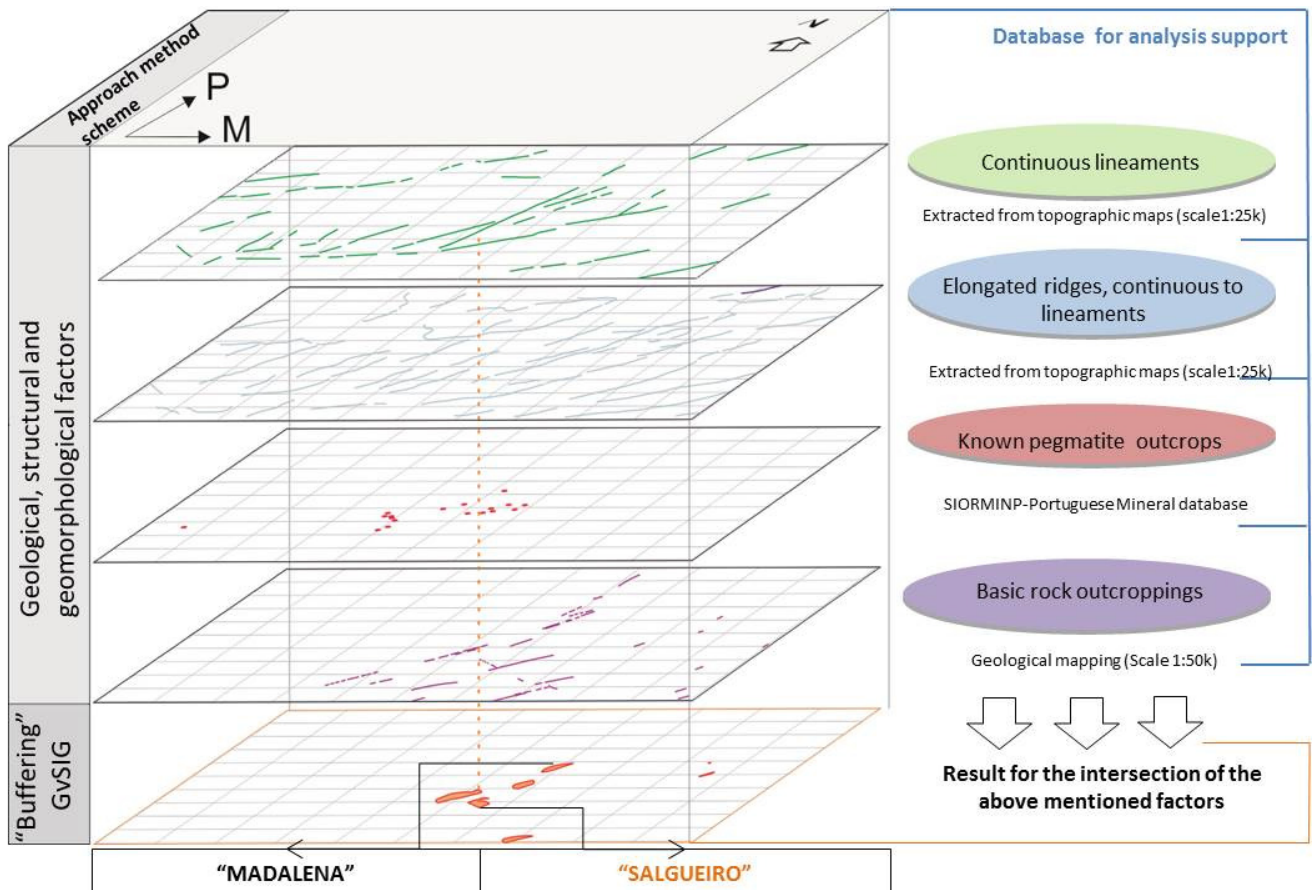 Approach method
scheme
P
M
N
Database for analysis support
Geological, structural and
geomorphological factors
Continuous lineaments
Extracted from topographic maps (scale1:25k)
Elongated ridges, continuous to
lineaments
Extracted from topographic maps (scale1:25k)
Known pegmatite outcrops
SIORMINP-Portuguese Mineral database
Basic rock outcroppings
Geological mapping (Scale 1:50k)
"Buffering"
GvSIG
Result for the intersection of the
above mentioned factors
"MADALENA"
"SALGUEIRO"